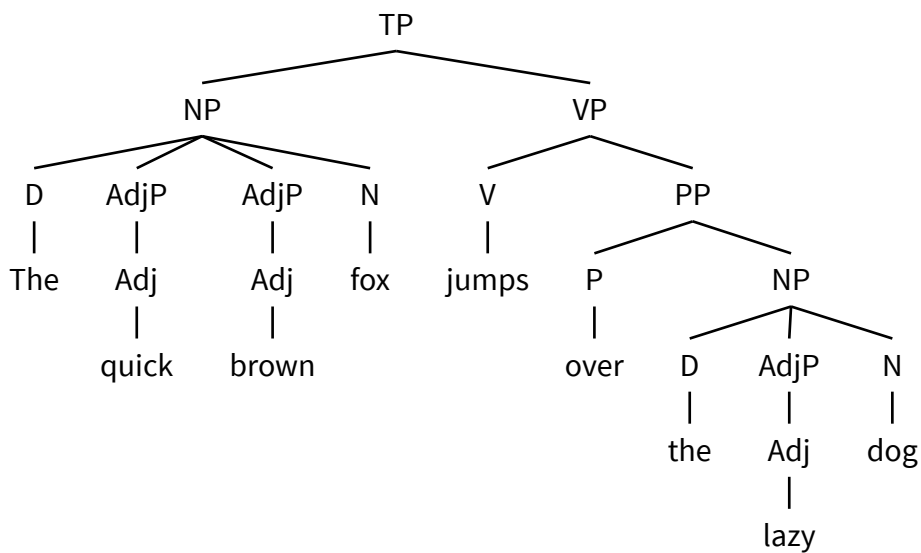 TP
NP VP
D AdjP AdjP N V PP
The Adj Adj fox jumps P NP
quick brown over D AdjP N
the Adj dog
lazy